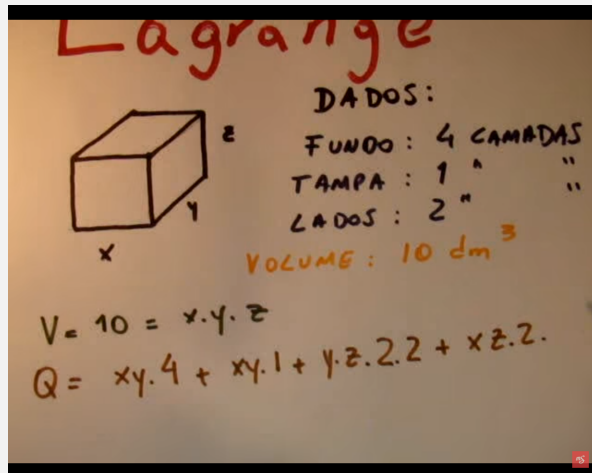 Lagrange
DADOS:
FUNDO: 4 CAMADAS
TAMPA: 1 " "
LADOS: 2 " "
VOLUME: 10 dm³
z
y
x
V = 10 = x.y.z
Q = xy.4 + xy.1 + y.z.2.2 + xz.2.